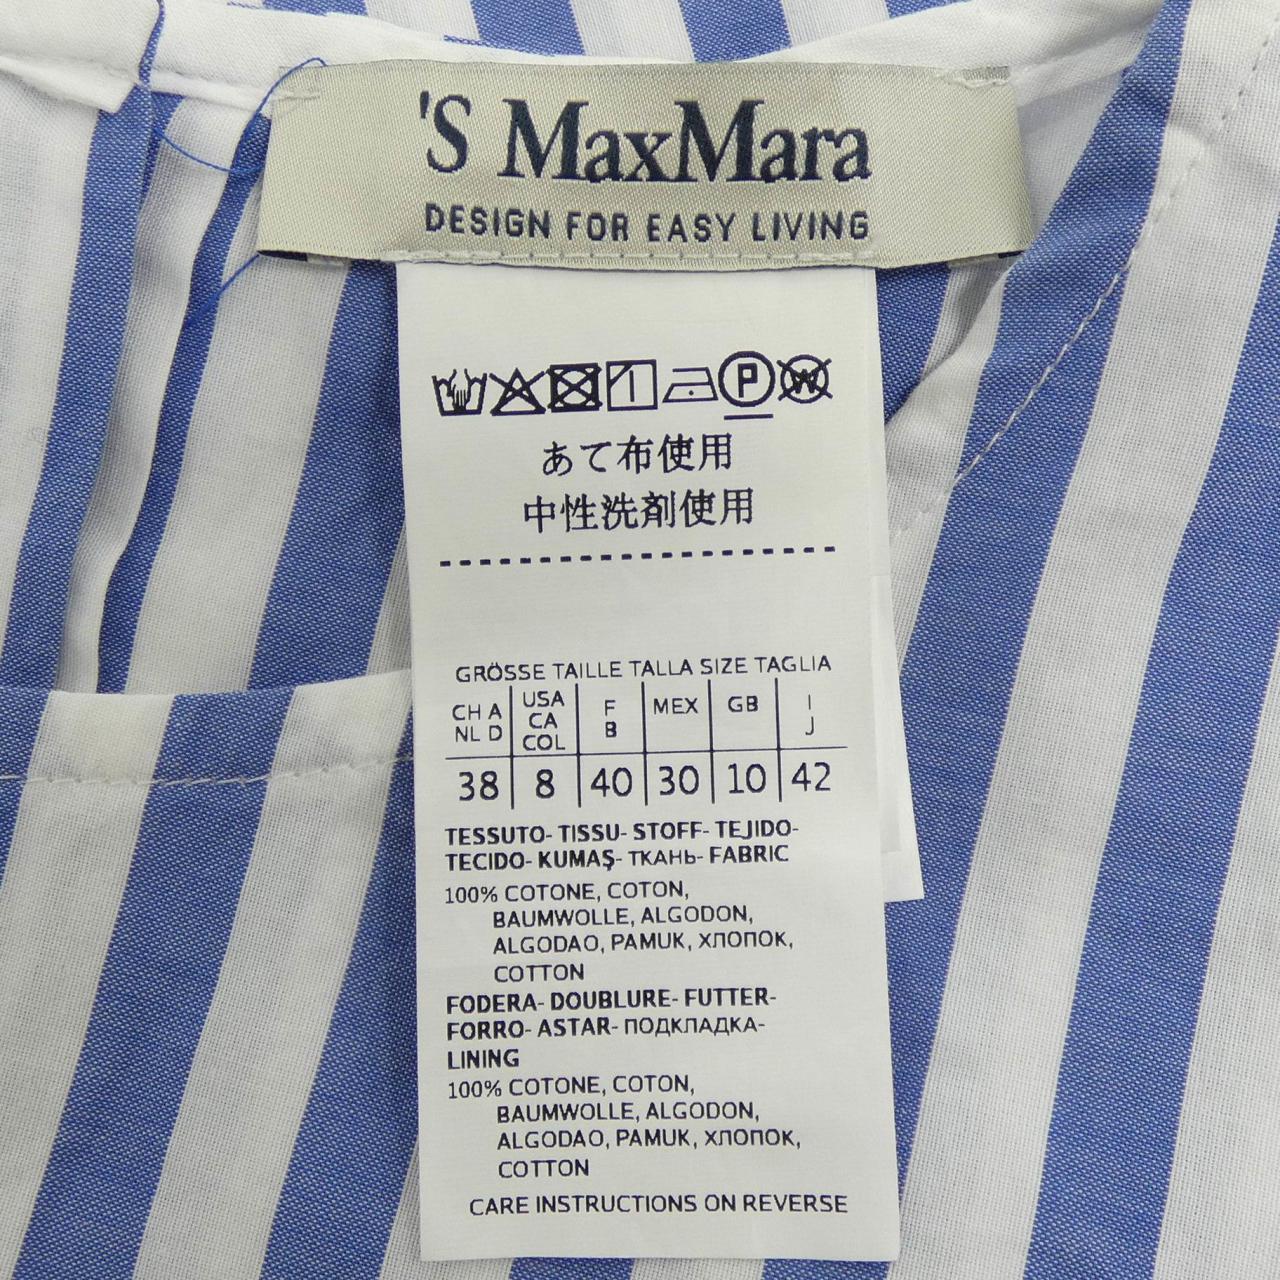 'S MaxMara
DESIGN FOR EASY LIVING
P W
あて布使用
中性洗剤使用
GRÖSSE TAILLE TALLA SIZE TAGLIA
CH A NL D USA CA COL F B MEX GB I J
38 8 40 30 10 42
TESSUTO- TISSU- STOFF- TEJIDO-
TECIDO- KUMAŞ- ТКАНЬ- FABRIC
100% COTONE, COTON,
BAUMWOLLE, ALGODON,
ALGODAO, PAMUK, ХЛОПОК,
COTTON
FODERA- DOUBLURE- FUTTER-
FORRO- ASTAR- ПОДКЛАДКА-
LINING
100% COTONE, COTON,
BAUMWOLLE, ALGODON,
ALGODAO, PAMUK, ХЛОПОК,
COTTON
CARE INSTRUCTIONS ON REVERSE